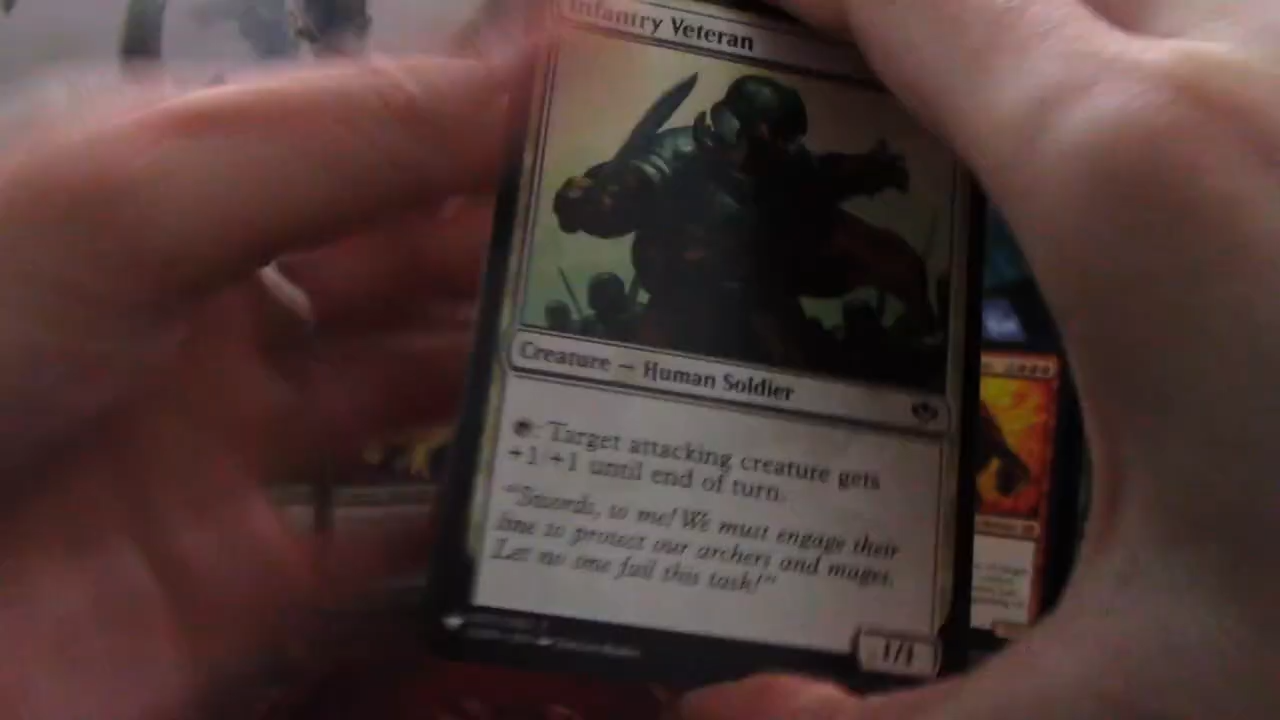 Infantry Veteran
Creature — Human Soldier
: Target attacking creature gets
+1/+1 until end of turn.
"Swords, to me! We must engage their
line to protect our archers and mages.
Let no one fail this task!"
1/1